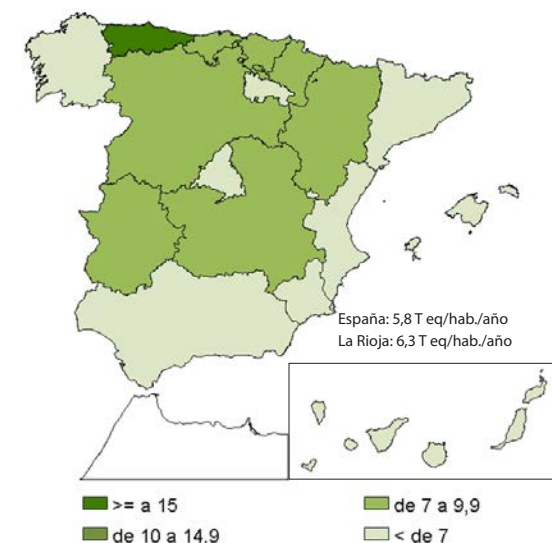 España: 5,8 T eq/hab./año
La Rioja: 6,3 T eq/hab./año
>= a 15
de 7 a 9,9
de 10 a 14,9
< de 7